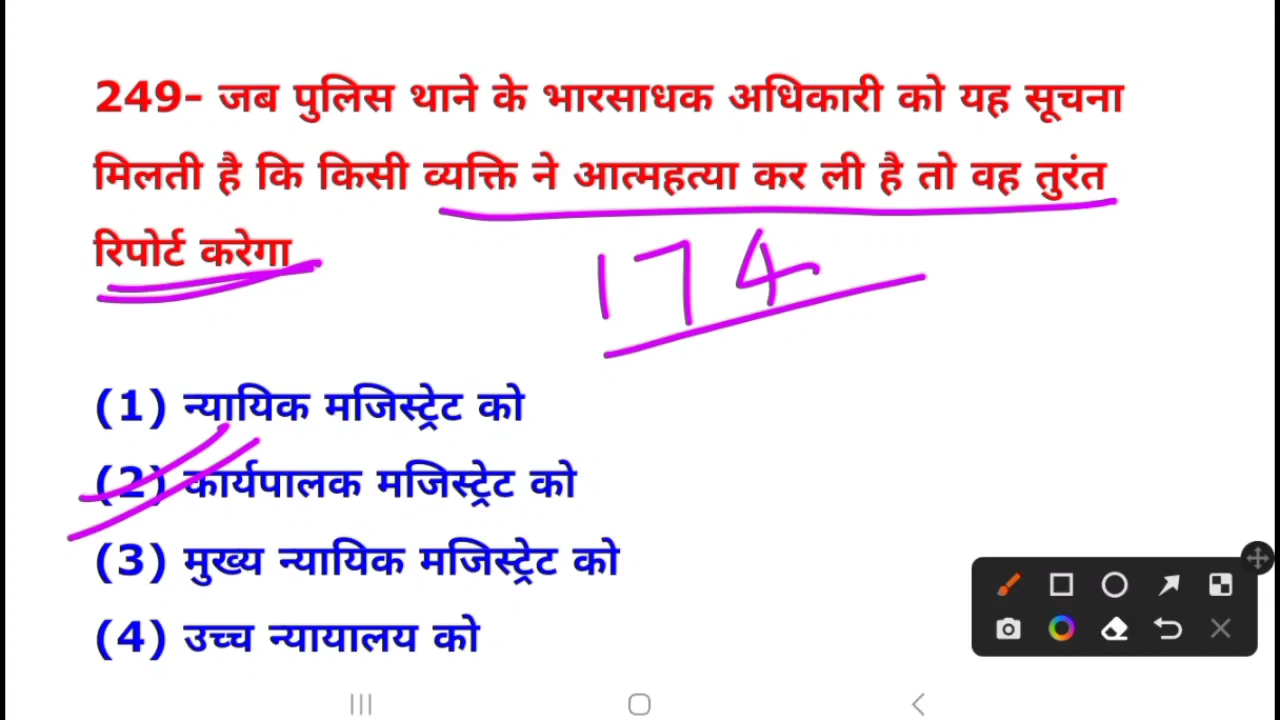 249- जब पुलिस थाने के भारसाधक अधिकारी को यह सूचना
मिलती है कि किसी व्यक्ति ने आत्महत्या कर ली है तो वह तुरंत
रिपोर्ट करेगा
174
(1) न्यायिक मजिस्ट्रेट को
(2) कार्यपालक मजिस्ट्रेट को
(3) मुख्य न्यायिक मजिस्ट्रेट को
(4) उच्च न्यायालय को